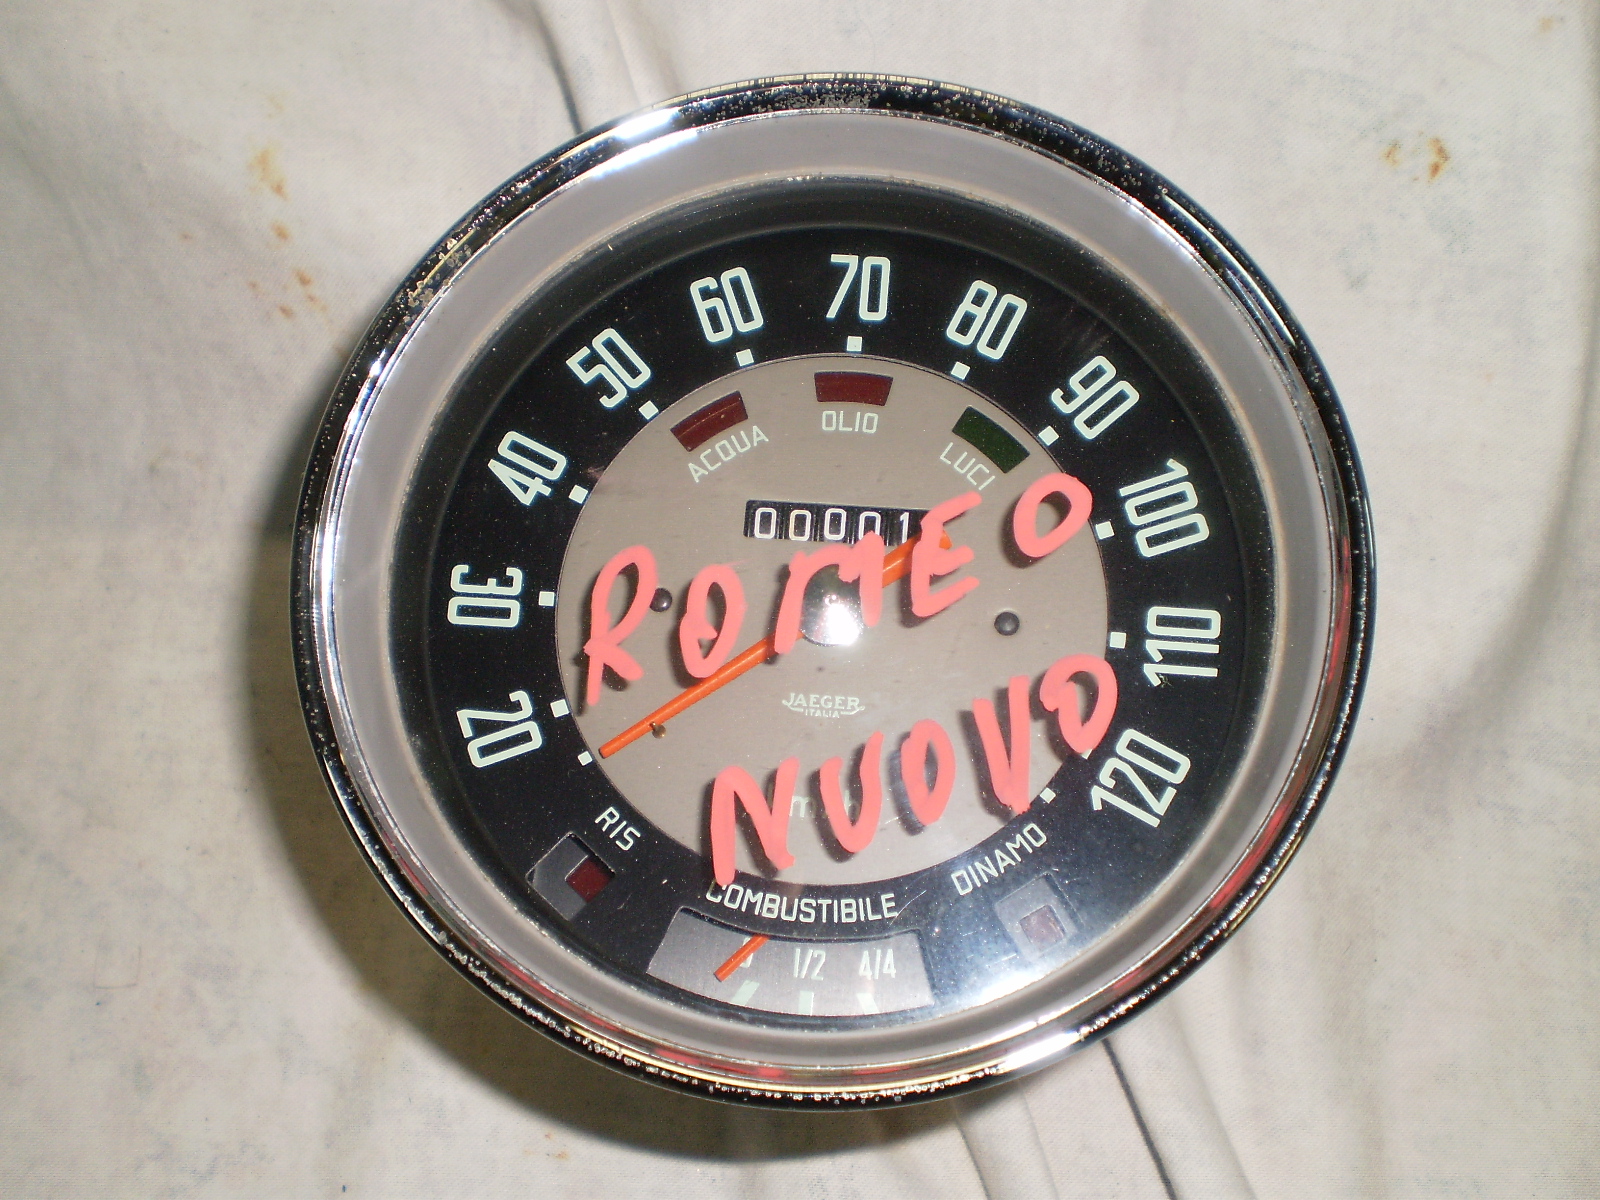 70
60
80
50
90
40
100
30
110
20
120
ACQUA
OLIO
LUCI
00001
ROMEO
JAEGER
ITALIA
NUOVO
RIS
DINAMO
COMBUSTIBILE
1/2 4/4